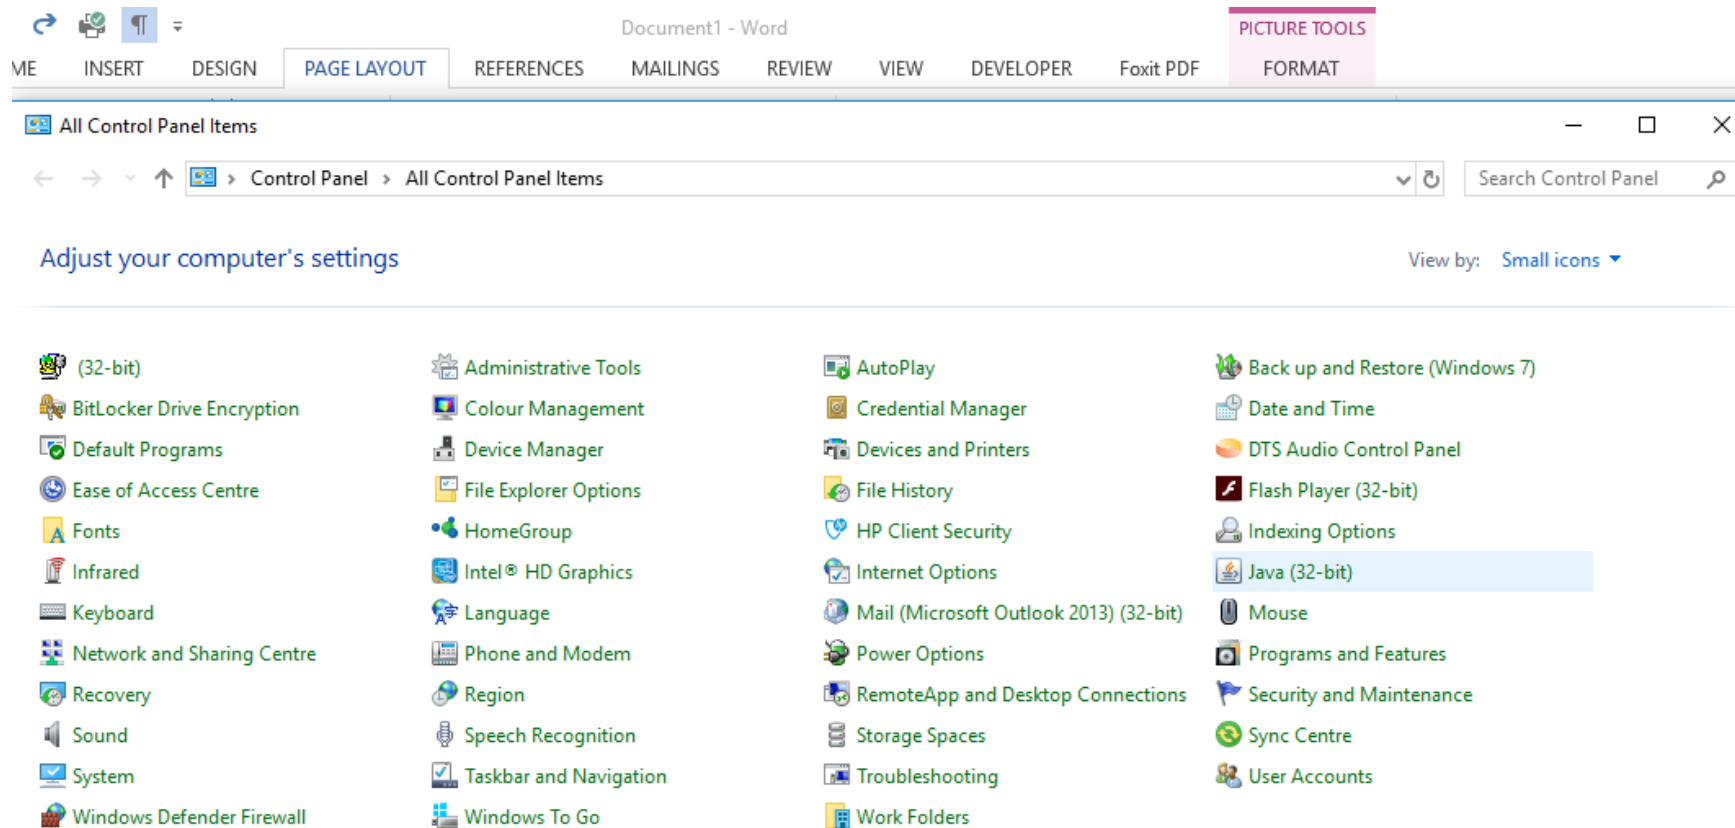 Document1 - Word
PICTURE TOOLS
ME INSERT DESIGN PAGE LAYOUT REFERENCES MAILINGS REVIEW VIEW DEVELOPER Foxit PDF FORMAT
All Control Panel Items
Control Panel > All Control Panel Items
Search Control Panel
Adjust your computer's settings
View by: Small icons
(32-bit) Administrative Tools AutoPlay Back up and Restore (Windows 7)
BitLocker Drive Encryption Colour Management Credential Manager Date and Time
Default Programs Device Manager Devices and Printers DTS Audio Control Panel
Ease of Access Centre File Explorer Options File History Flash Player (32-bit)
Fonts HomeGroup HP Client Security Indexing Options
Infrared Intel® HD Graphics Internet Options Java (32-bit)
Keyboard Language Mail (Microsoft Outlook 2013) (32-bit) Mouse
Network and Sharing Centre Phone and Modem Power Options Programs and Features
Recovery Region RemoteApp and Desktop Connections Security and Maintenance
Sound Speech Recognition Storage Spaces Sync Centre
System Taskbar and Navigation Troubleshooting User Accounts
Windows Defender Firewall Windows To Go Work Folders